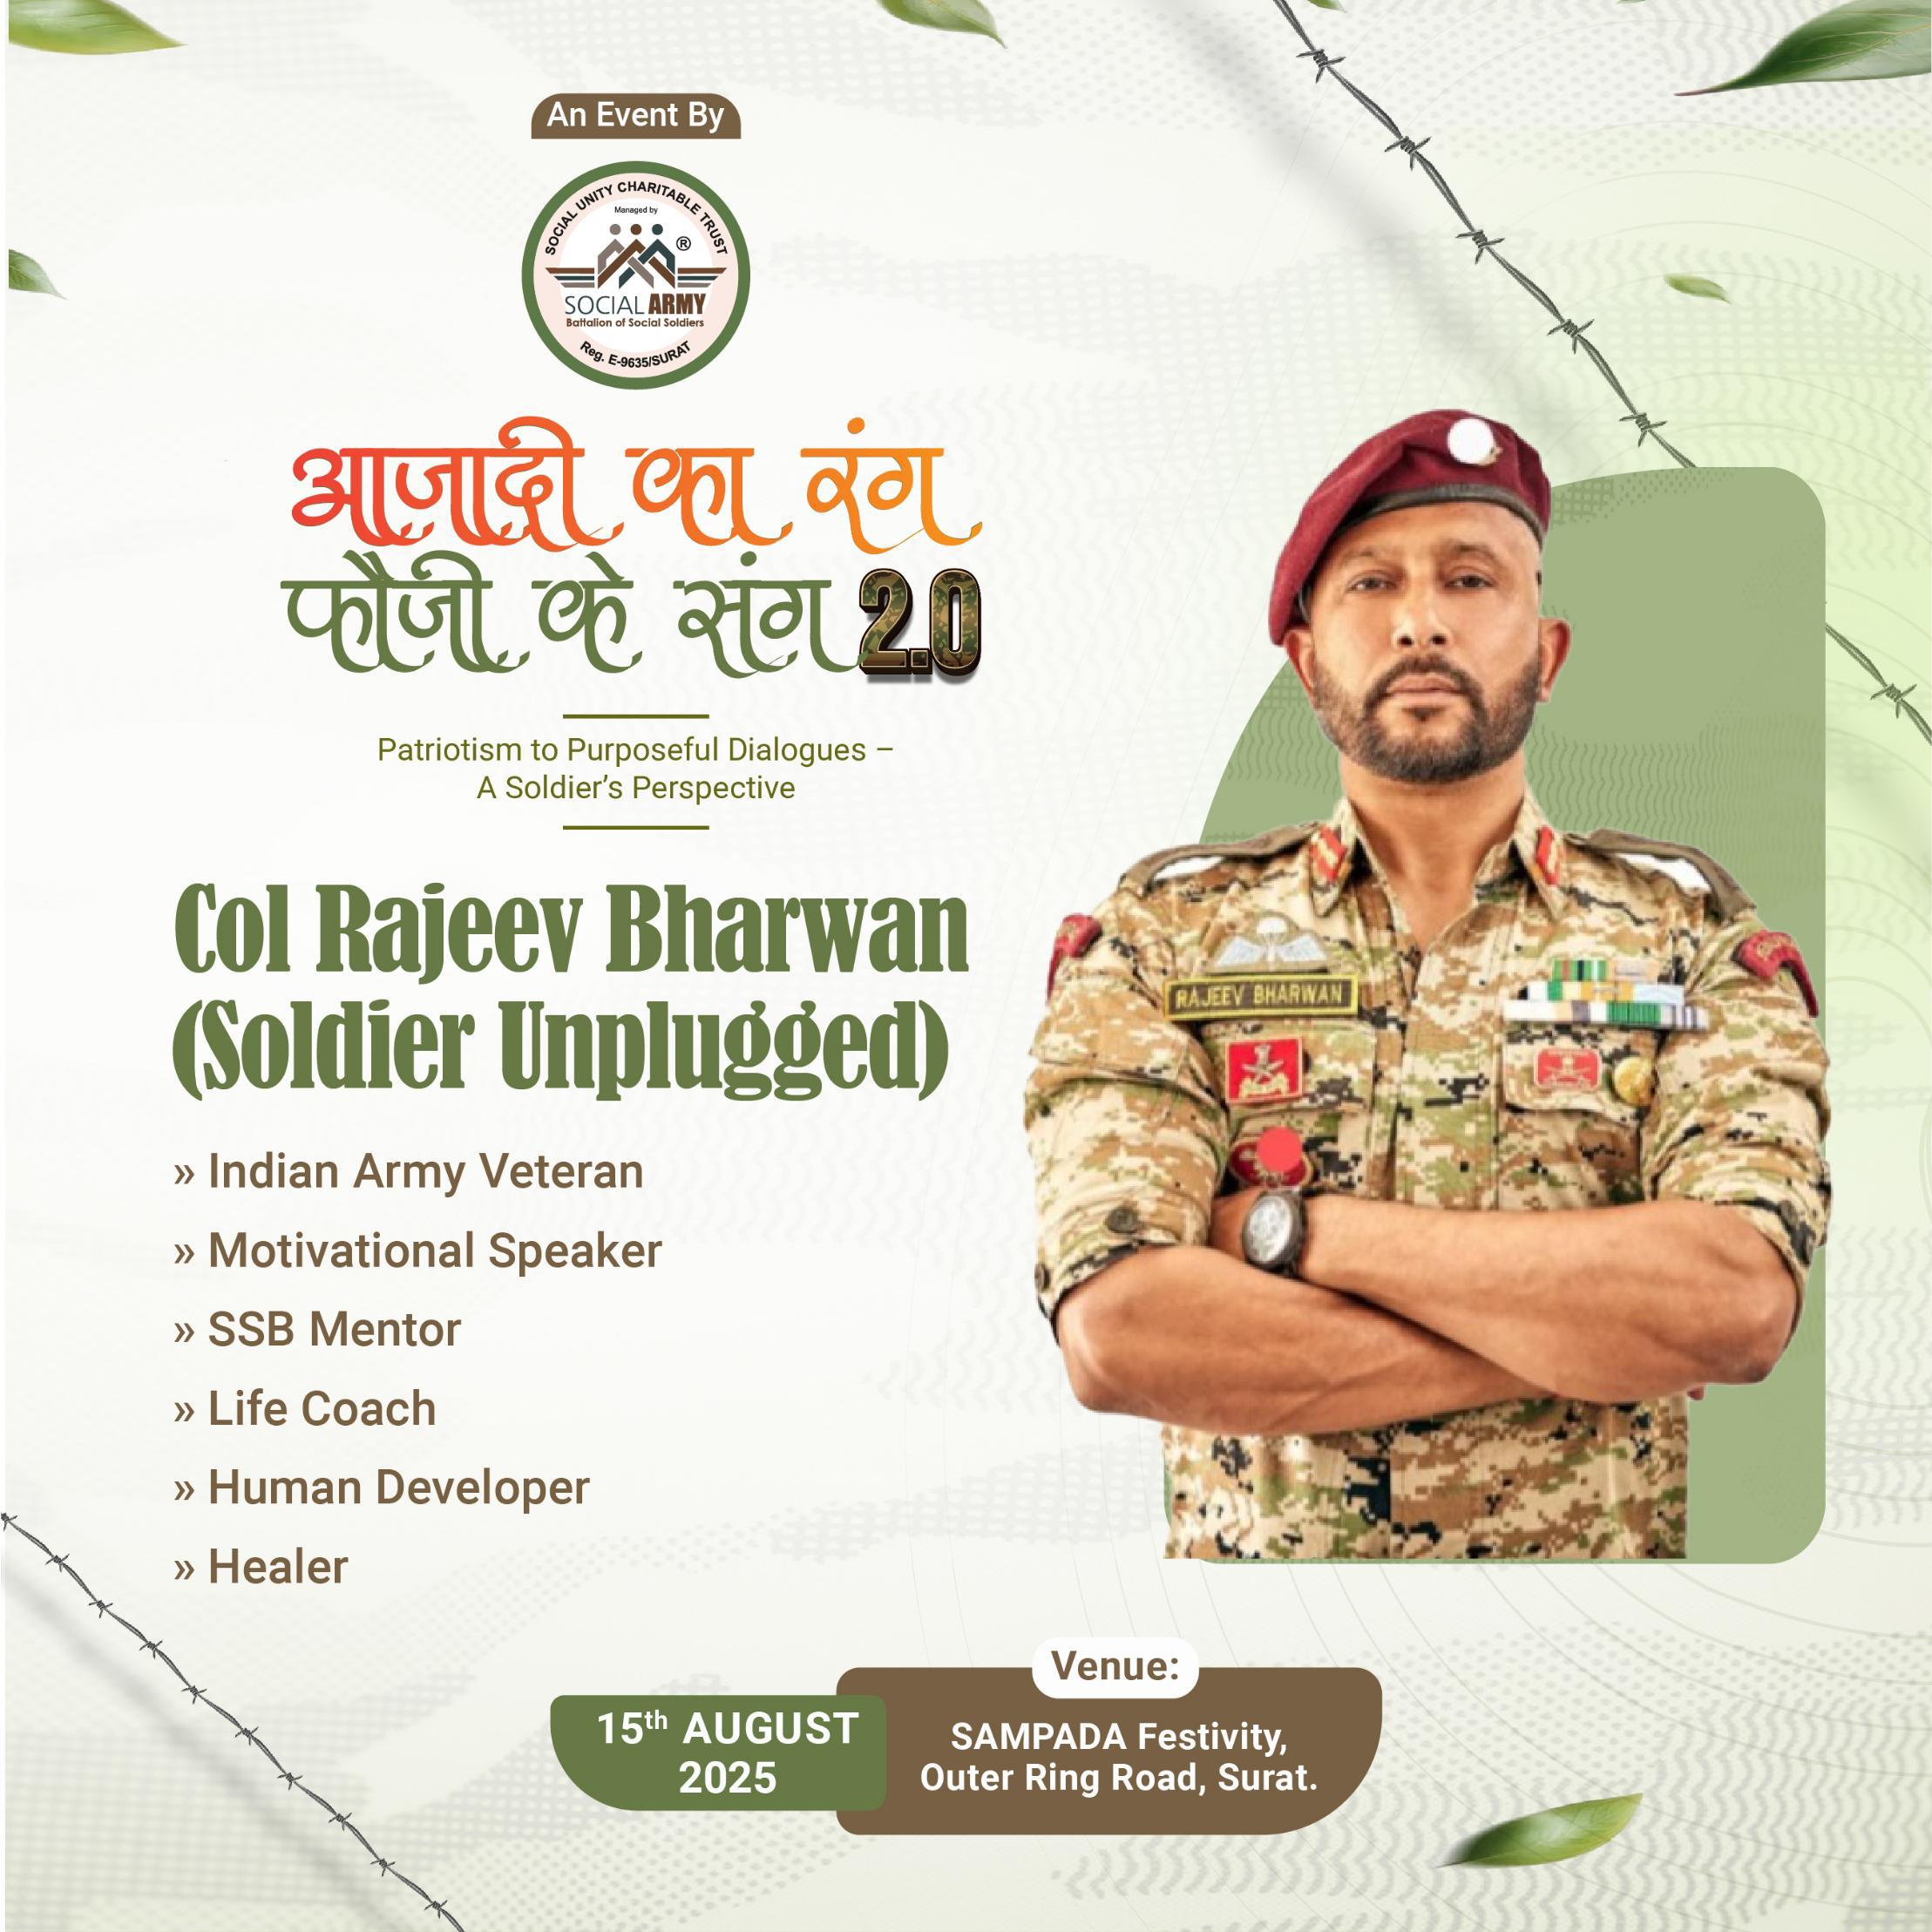 An Event By
SOCIAL UNITY CHARITABLE TRUST
Managed by
®
SOCIAL ARMY
Battalion of Social Soldiers
Reg. E-9635/SURAT
आज़ादी का रंग
फौजी के संग 2.0
Patriotism to Purposeful Dialogues –
A Soldier’s Perspective
Col Rajeev Bharwan
(Soldier Unplugged)
» Indian Army Veteran
» Motivational Speaker
» SSB Mentor
» Life Coach
» Human Developer
» Healer
RAJEEV BHARWAN
Venue:
15th AUGUST
2025
SAMPADA Festivity,
Outer Ring Road, Surat.